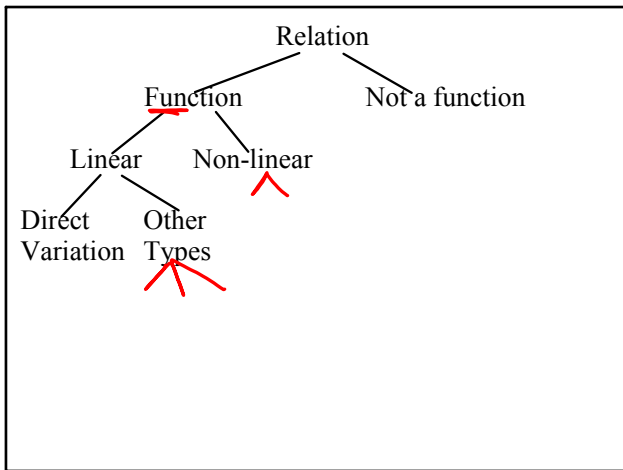 Relation
Function Not a function
Linear Non-linear
Direct Other
Variation Types